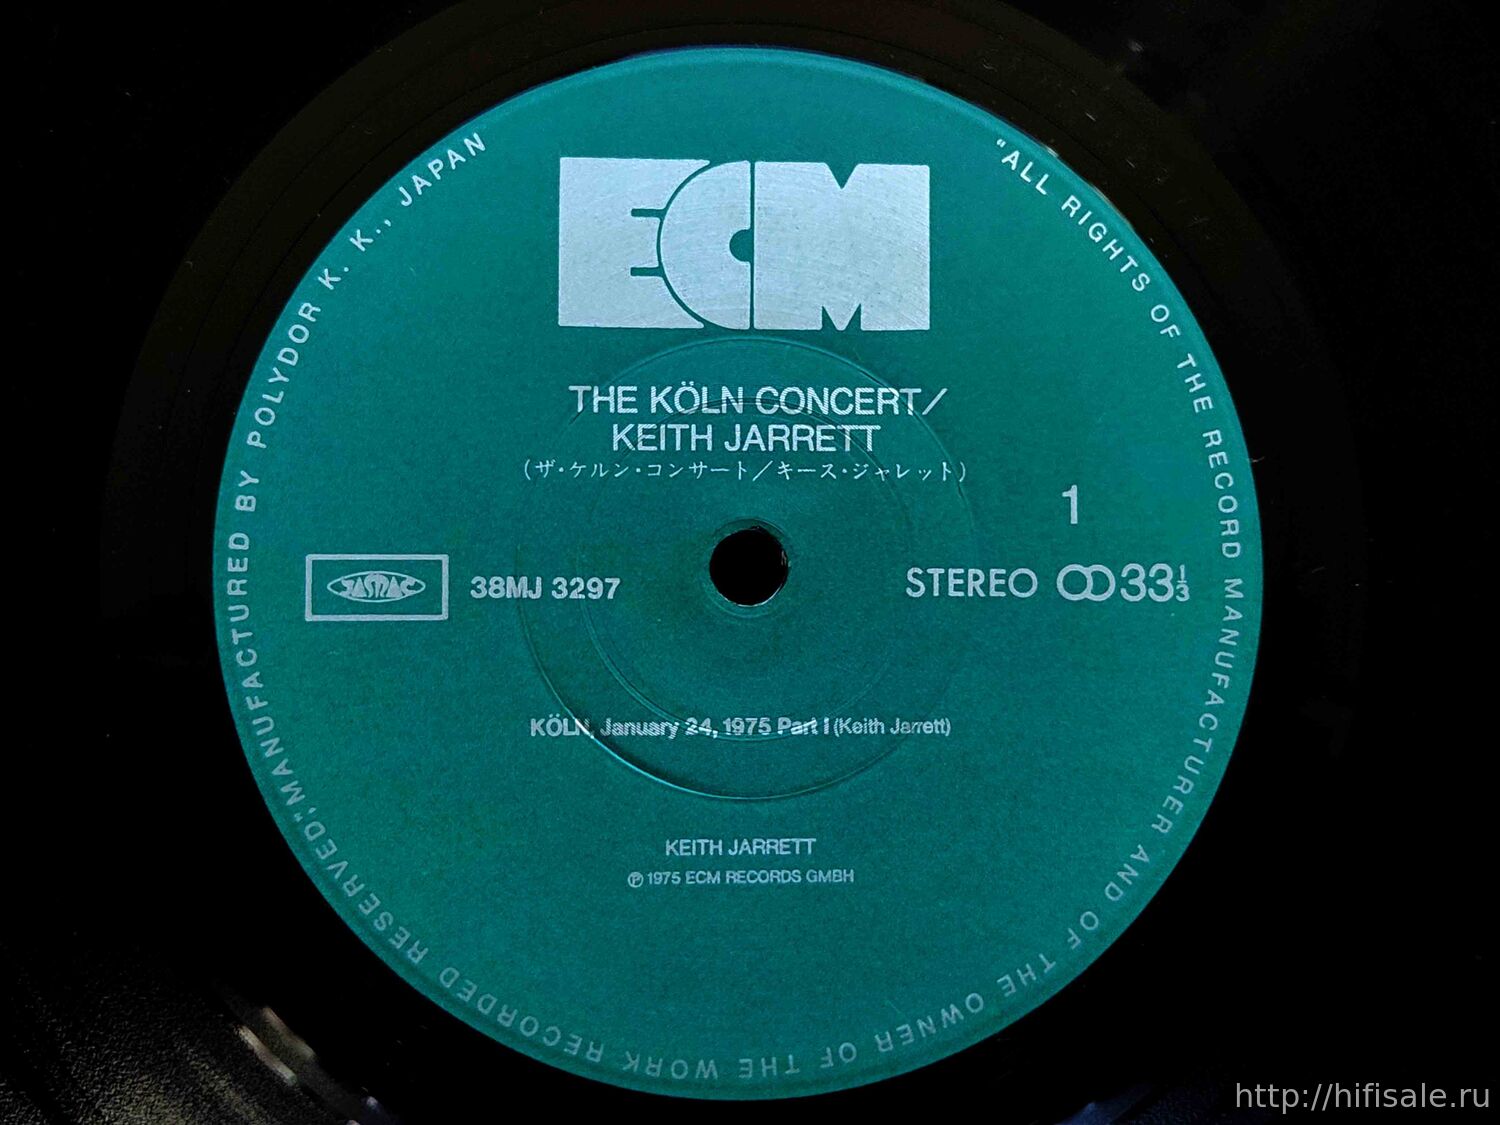 ECM
THE KÖLN CONCERT/
KEITH JARRETT
(ザ・ケルン・コンサート／キース・ジャレット)
1
JASRAC
38MJ 3297
STEREO
33 1/3
KÖLN, January 24, 1975 Part I (Keith Jarrett)
KEITH JARRETT
℗ 1975 ECM RECORDS GMBH
"ALL RIGHTS OF THE RECORD MANUFACTURER AND OF THE OWNER OF THE WORK RECORDED RESERVED", MANUFACTURED BY POLYDOR K. K., JAPAN
http://hifisale.ru